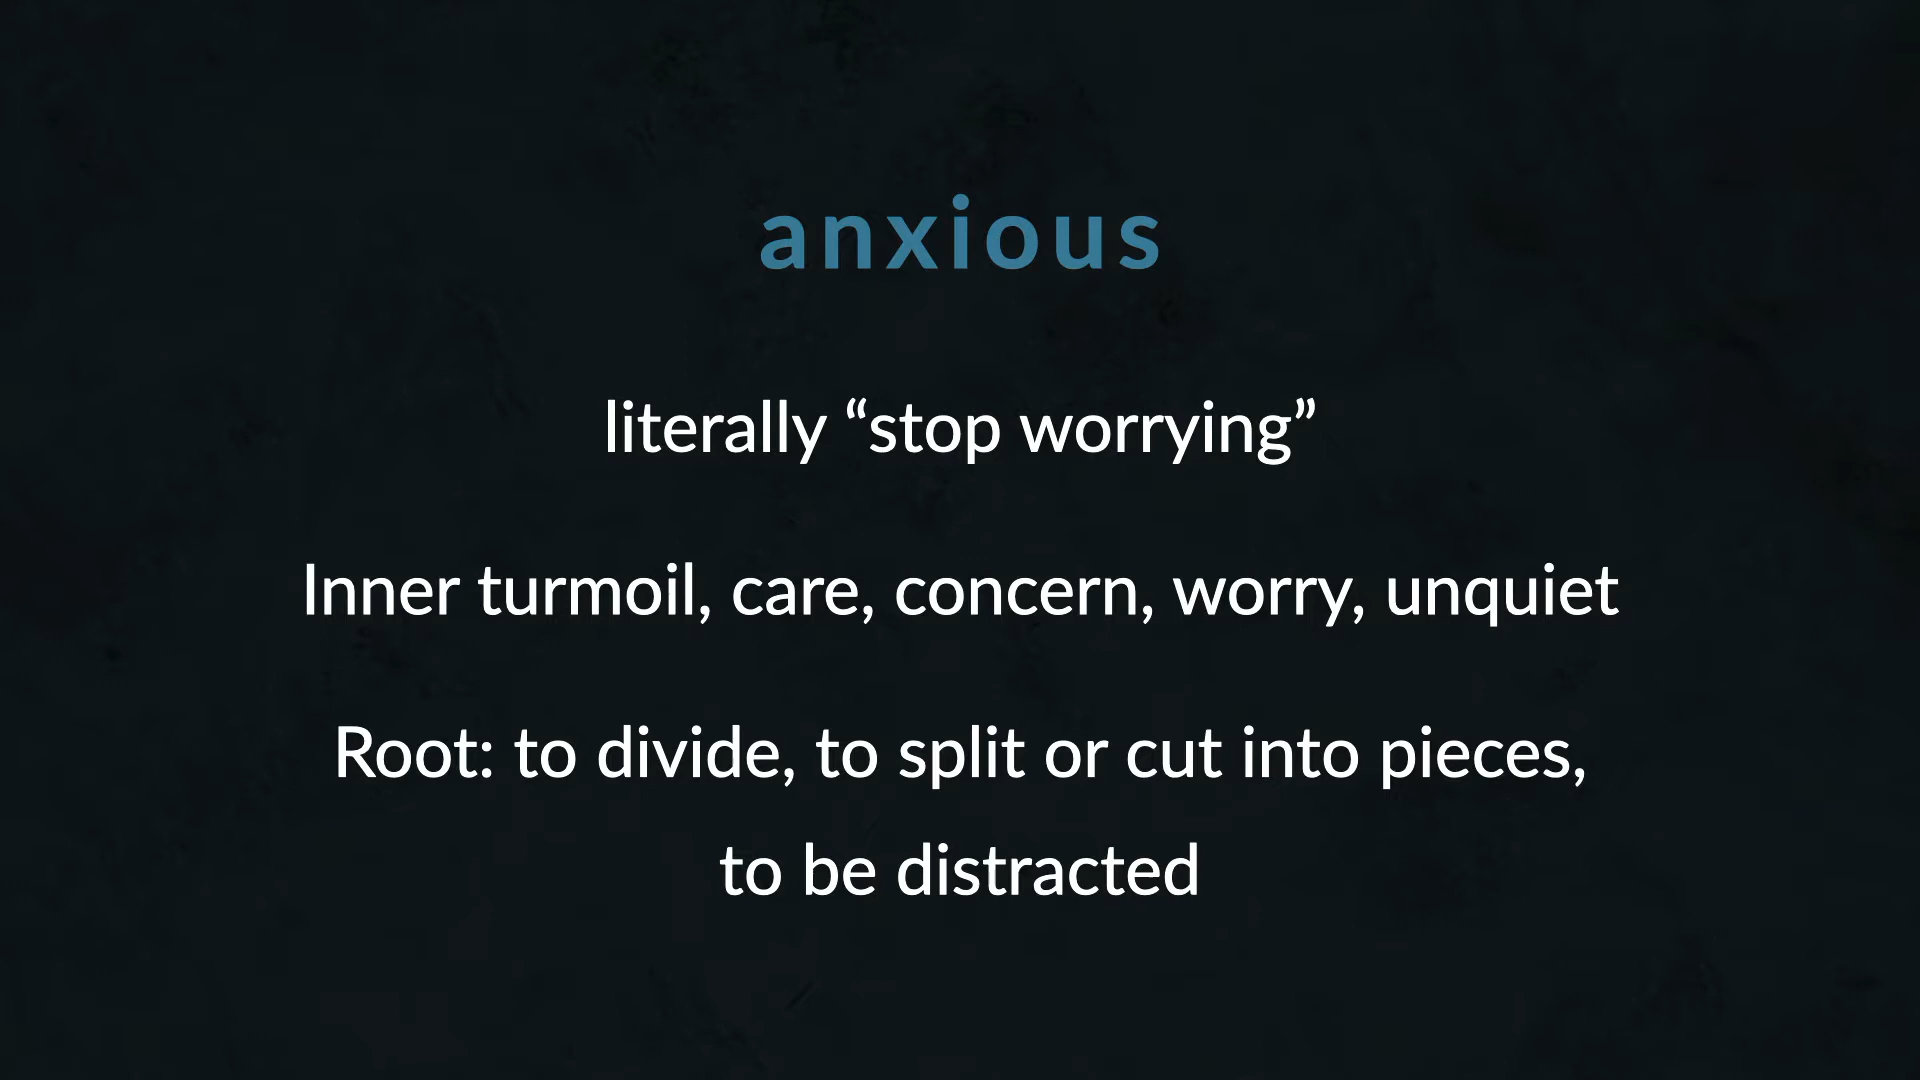 anxious
literally “stop worrying”
Inner turmoil, care, concern, worry, unquiet
Root: to divide, to split or cut into pieces,
to be distracted